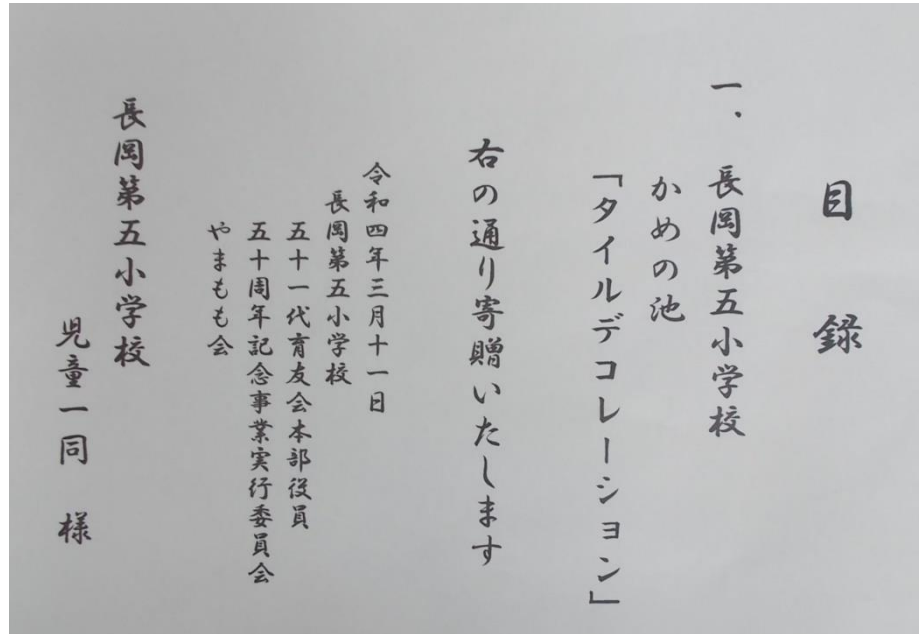 目録
一、長岡第五小学校
かめの池
「タイルデコレーション」
右の通り寄贈いたします
令和四年三月十一日
長岡第五小学校
五十一代育友会本部役員
五十周年記念事業実行委員会
やまもも会
長岡第五小学校
児童一同 様